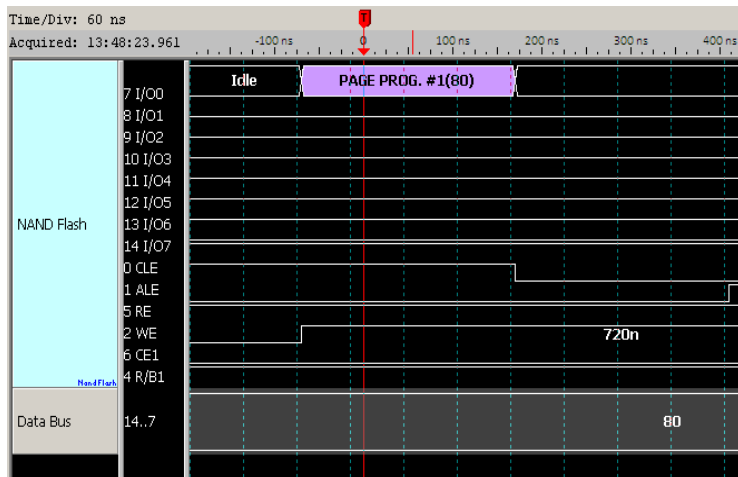 Time/Div: 60 ns
T
Acquired: 13:48:23.961
-100 ns 0 100 ns 200 ns 300 ns 400 ns
Idle PAGE PROG. #1(80)
7 I/O0
8 I/O1
9 I/O2
10 I/O3
11 I/O4
12 I/O5
NAND Flash 13 I/O6
14 I/O7
0 CLE
1 ALE
5 RE
2 WE 720n
6 CE1
NandFlash 4 R/B1
Data Bus 14..7 80